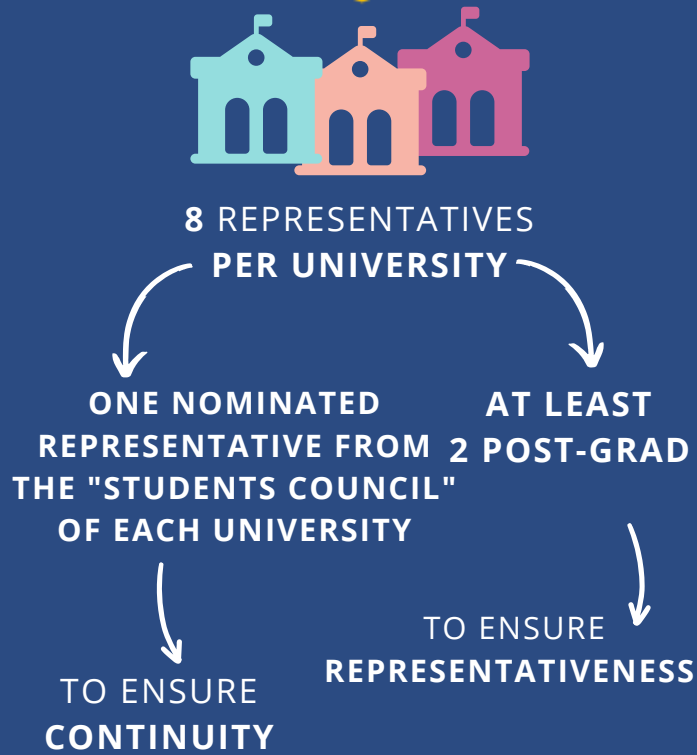 8 REPRESENTATIVES
PER UNIVERSITY
ONE NOMINATED
REPRESENTATIVE FROM
THE "STUDENTS COUNCIL"
OF EACH UNIVERSITY
TO ENSURE
CONTINUITY
AT LEAST
2 POST-GRAD
TO ENSURE
REPRESENTATIVENESS